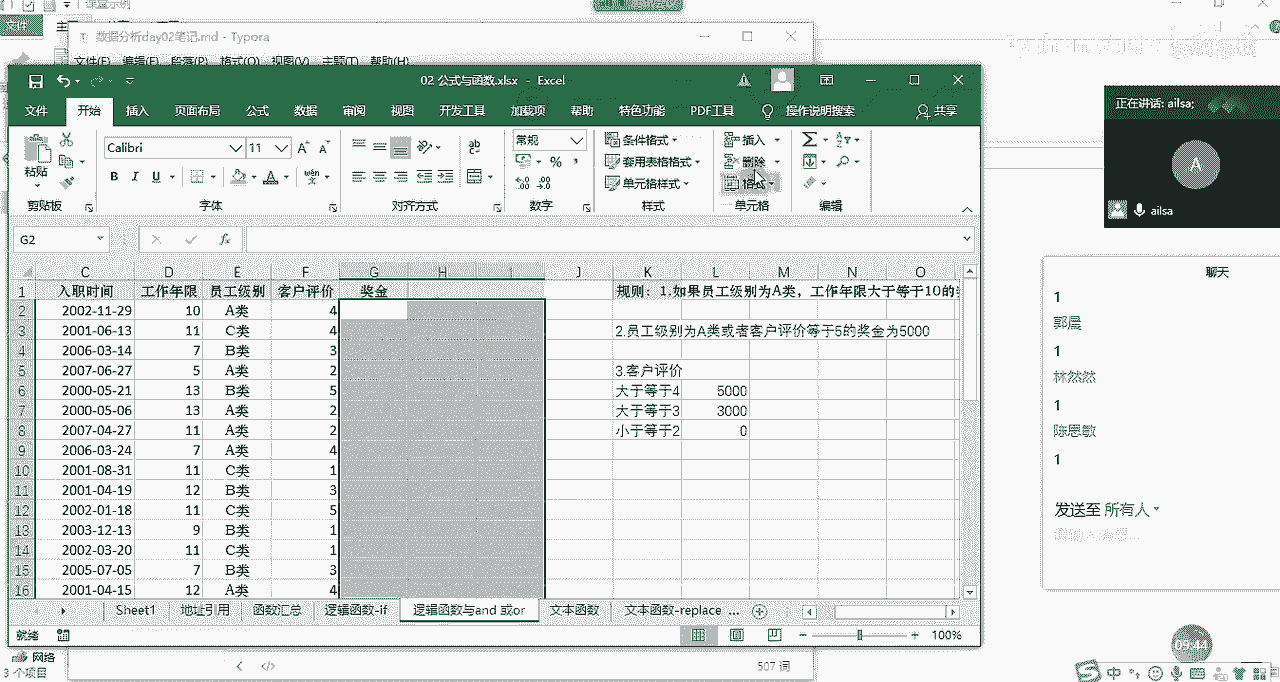 数据分析day02笔记.md - Typora
文件(F) 编辑(E) 段落(P) 格式(O) 视图(V) 主题(T) 帮助(H)
02 公式与函数.xlsx - Excel
文件 开始 插入 页面布局 公式 数据 审阅 视图 开发工具 加载项 帮助 特色功能 PDF工具 操作说明搜索 共享
Calibri 11 常规 条件格式 插入
粘贴 套用表格格式 删除
B I U 单元格样式 格式
剪贴板 字体 对齐方式 数字 样式 单元格 编辑
G2 fx
C D E F G H I J K L M N O
1 入职时间 工作年限 员工级别 客户评价 奖金 规则：1.如果员工级别为A类，工作年限大于等于10的
2 2002-11-29 10 A类 4
3 2001-06-13 11 C类 4 2.员工级别为A类或者客户评价等于5的奖金为5000
4 2006-03-14 7 B类 3
5 2007-06-27 5 A类 2 3.客户评价
6 2000-05-21 13 B类 5 大于等于4 5000
7 2000-05-06 13 A类 2 大于等于3 3000
8 2007-04-27 11 A类 2 小于等于2 0
9 2006-03-24 7 A类 4
10 2001-08-31 11 C类 1
11 2001-04-19 12 B类 3
12 2002-01-18 11 C类 5
13 2003-12-13 9 B类 1
14 2002-03-20 11 C类 1
15 2005-07-05 7 B类 3
16 2001-04-15 12 A类 4
Sheet1 地址引用 函数汇总 逻辑函数-if 逻辑函数与and 或or 文本函数 文本函数-replace ...
就绪 100%
网络
3 个项目
507 词
正在讲话: ailsa;
A
ailsa
聊天
1
郭晨
1
林然然
1
陈思敏
1
发送至 所有人
09:44
中